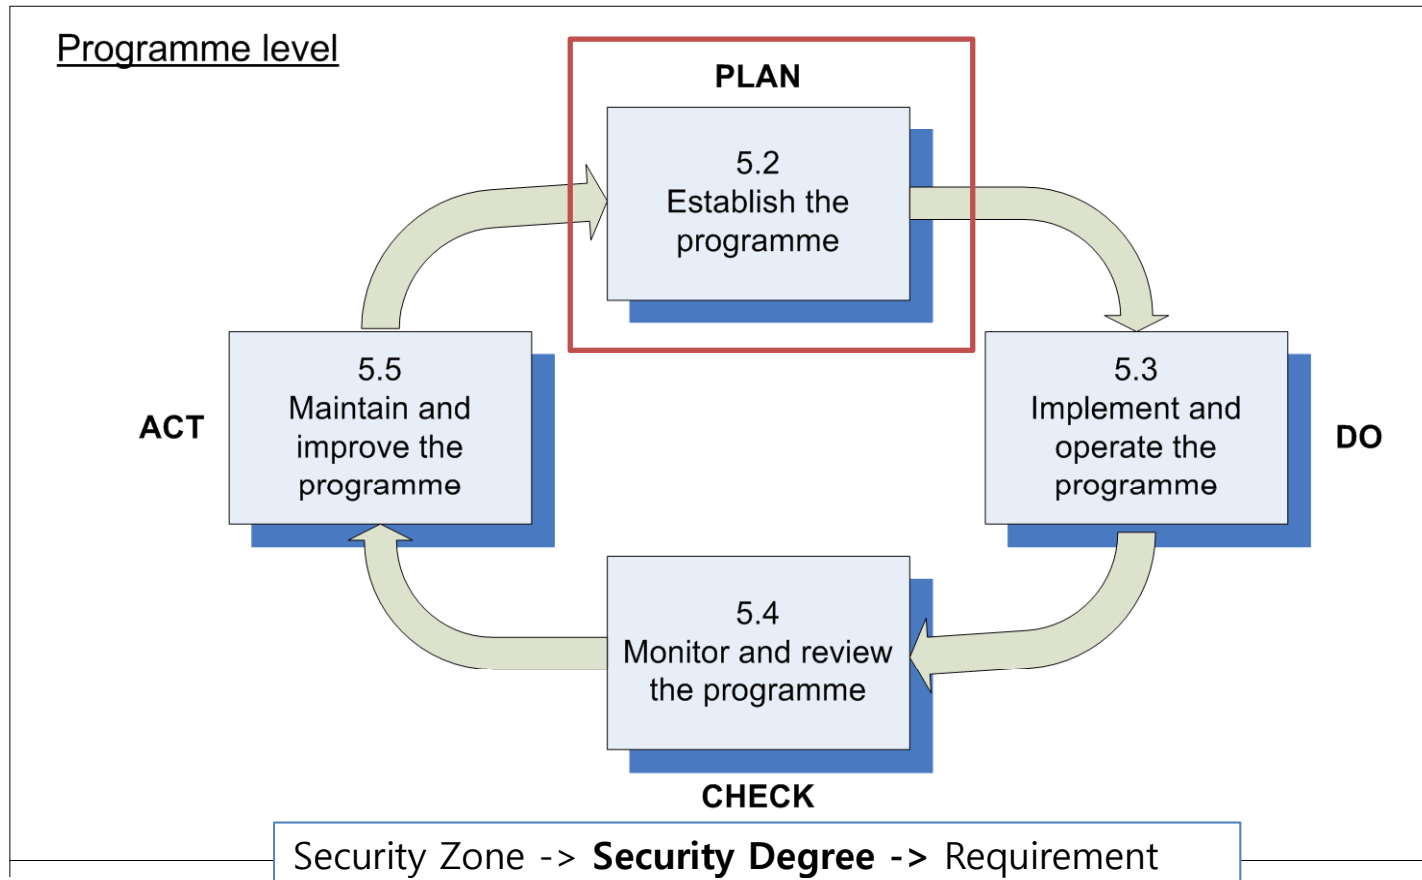 Programme level
PLAN
5.2
Establish the
programme
5.5
Maintain and
improve the
programme
ACT
5.3
Implement and
operate the
programme
DO
5.4
Monitor and review
the programme
CHECK
Security Zone -> Security Degree -> Requirement